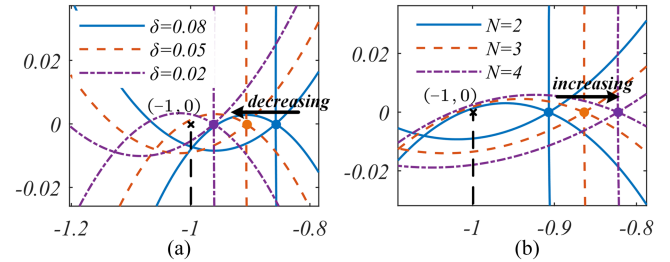 δ=0.08
δ=0.05
δ=0.02
(−1, 0)
decreasing
0.02
0
-0.02
-1.2
-1
-0.8
(a)
N=2
N=3
N=4
(−1, 0)
increasing
0.02
0
-0.02
-1
-0.9
-0.8
(b)